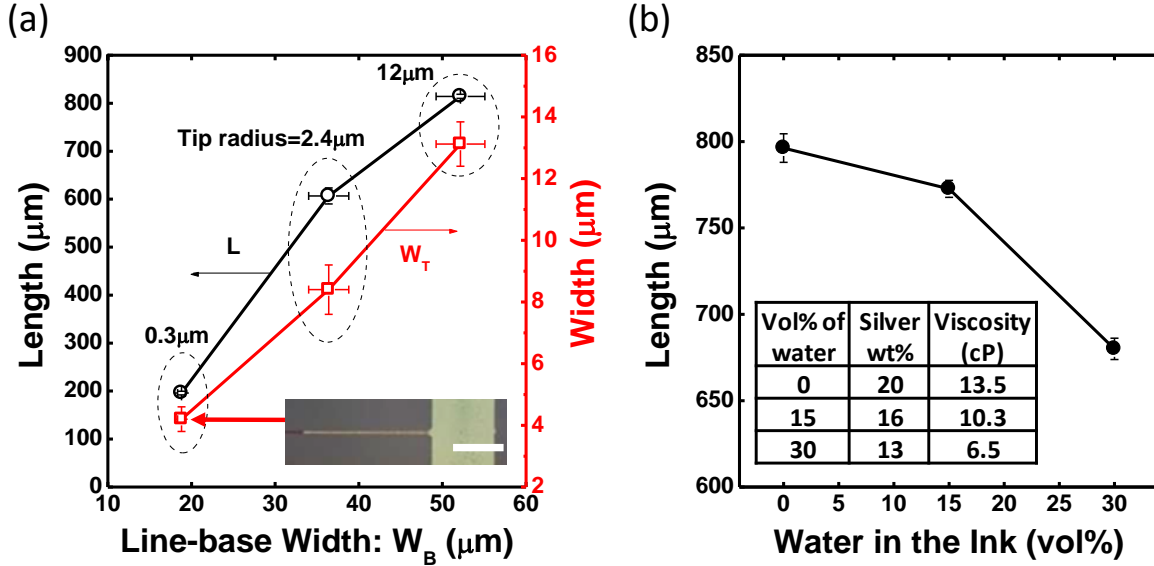 (a)
900
800
700
600
500
400
300
200
100
0
Length (μm)
10 20 30 40 50 60
Line-base Width: W_B (μm)
16
14
12
10
8
6
4
2
Width (μm)
12μm
Tip radius=2.4μm
L
W_T
0.3μm
(b)
850
800
750
700
650
600
Length (μm)
0 5 10 15 20 25 30
Water in the Ink (vol%)
Vol% of water Silver wt% Viscosity (cP)
0 20 13.5
15 16 10.3
30 13 6.5